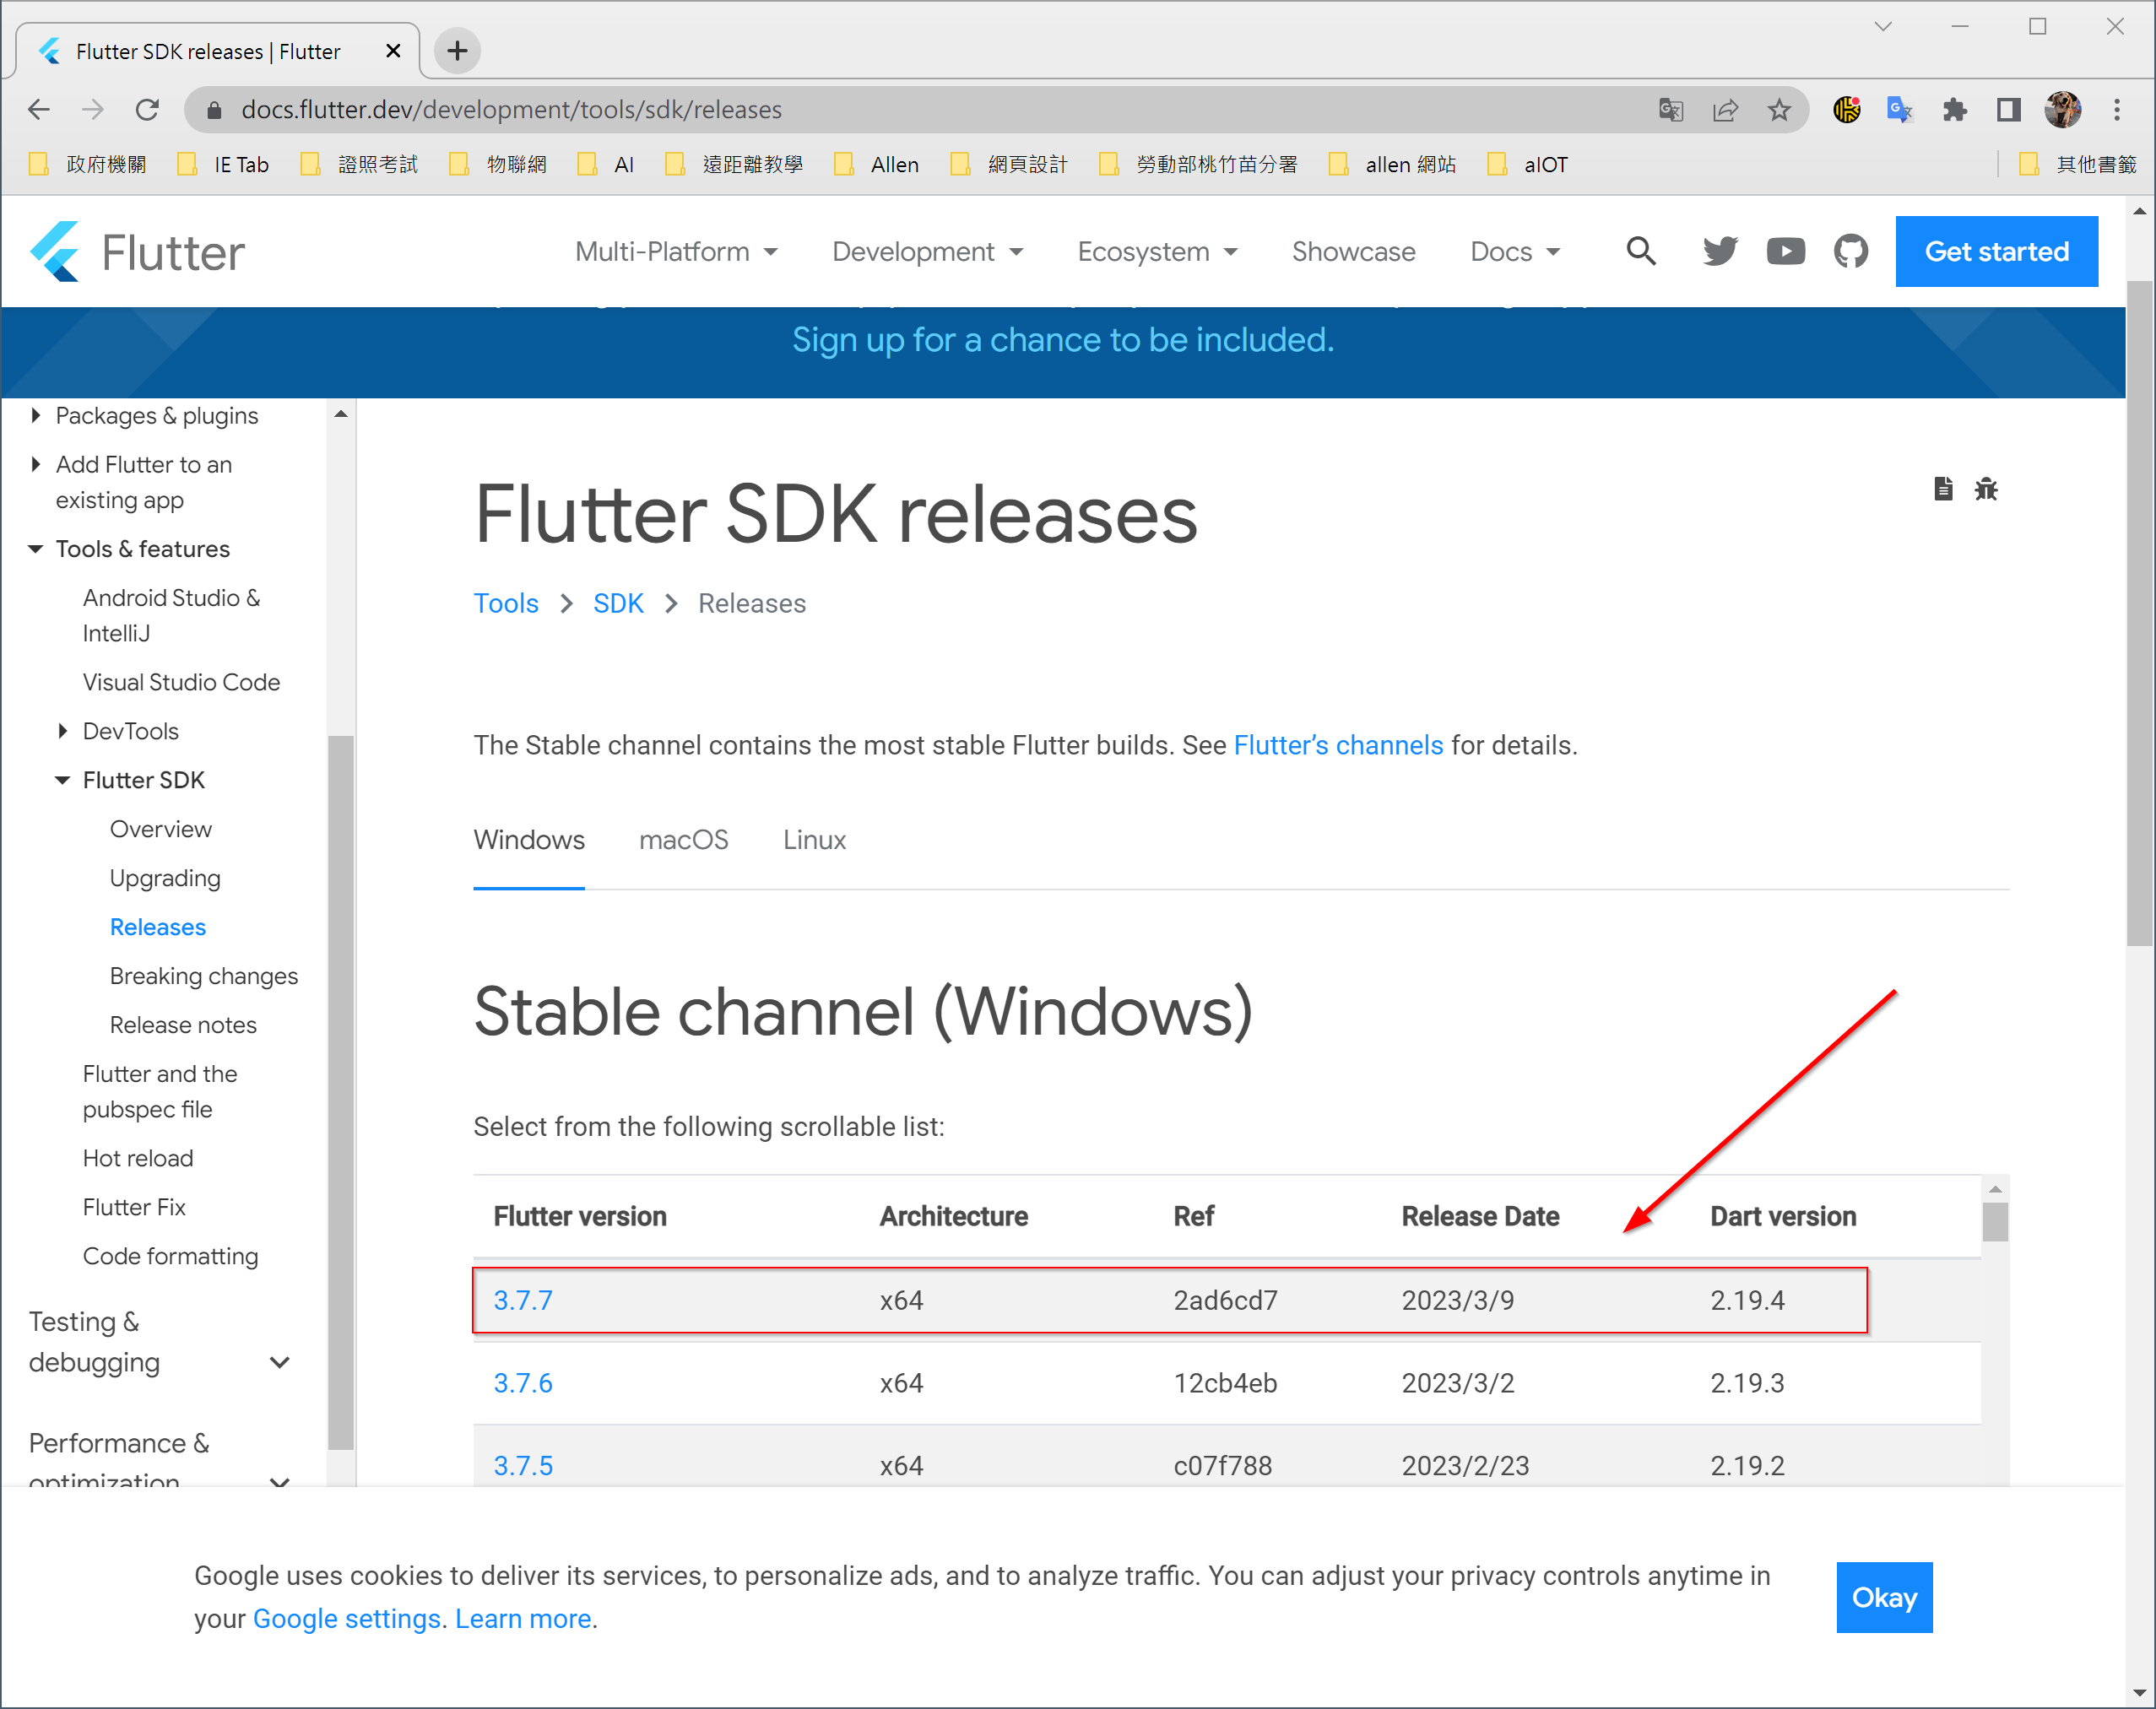 Flutter SDK releases | Flutter
docs.flutter.dev/development/tools/sdk/releases
政府機關 IE Tab 證照考試 物聯網 AI 遠距離教學 Allen 網頁設計 勞動部桃竹苗分署 allen 網站 aIOT 其他書籤
Flutter Multi-Platform Development Ecosystem Showcase Docs Get started
Sign up for a chance to be included.
Packages & plugins
Add Flutter to an
existing app
Tools & features
Android Studio &
IntelliJ
Visual Studio Code
DevTools
Flutter SDK
Overview
Upgrading
Releases
Breaking changes
Release notes
Flutter and the
pubspec file
Hot reload
Flutter Fix
Code formatting
Testing &
debugging
Performance &
optimization
Flutter SDK releases
Tools SDK Releases
The Stable channel contains the most stable Flutter builds. See Flutter’s channels for details.
Windows macOS Linux
Stable channel (Windows)
Select from the following scrollable list:
Flutter version Architecture Ref Release Date Dart version
3.7.7 x64 2ad6cd7 2023/3/9 2.19.4
3.7.6 x64 12cb4eb 2023/3/2 2.19.3
3.7.5 x64 c07f788 2023/2/23 2.19.2
Google uses cookies to deliver its services, to personalize ads, and to analyze traffic. You can adjust your privacy controls anytime in
your Google settings. Learn more.
Okay